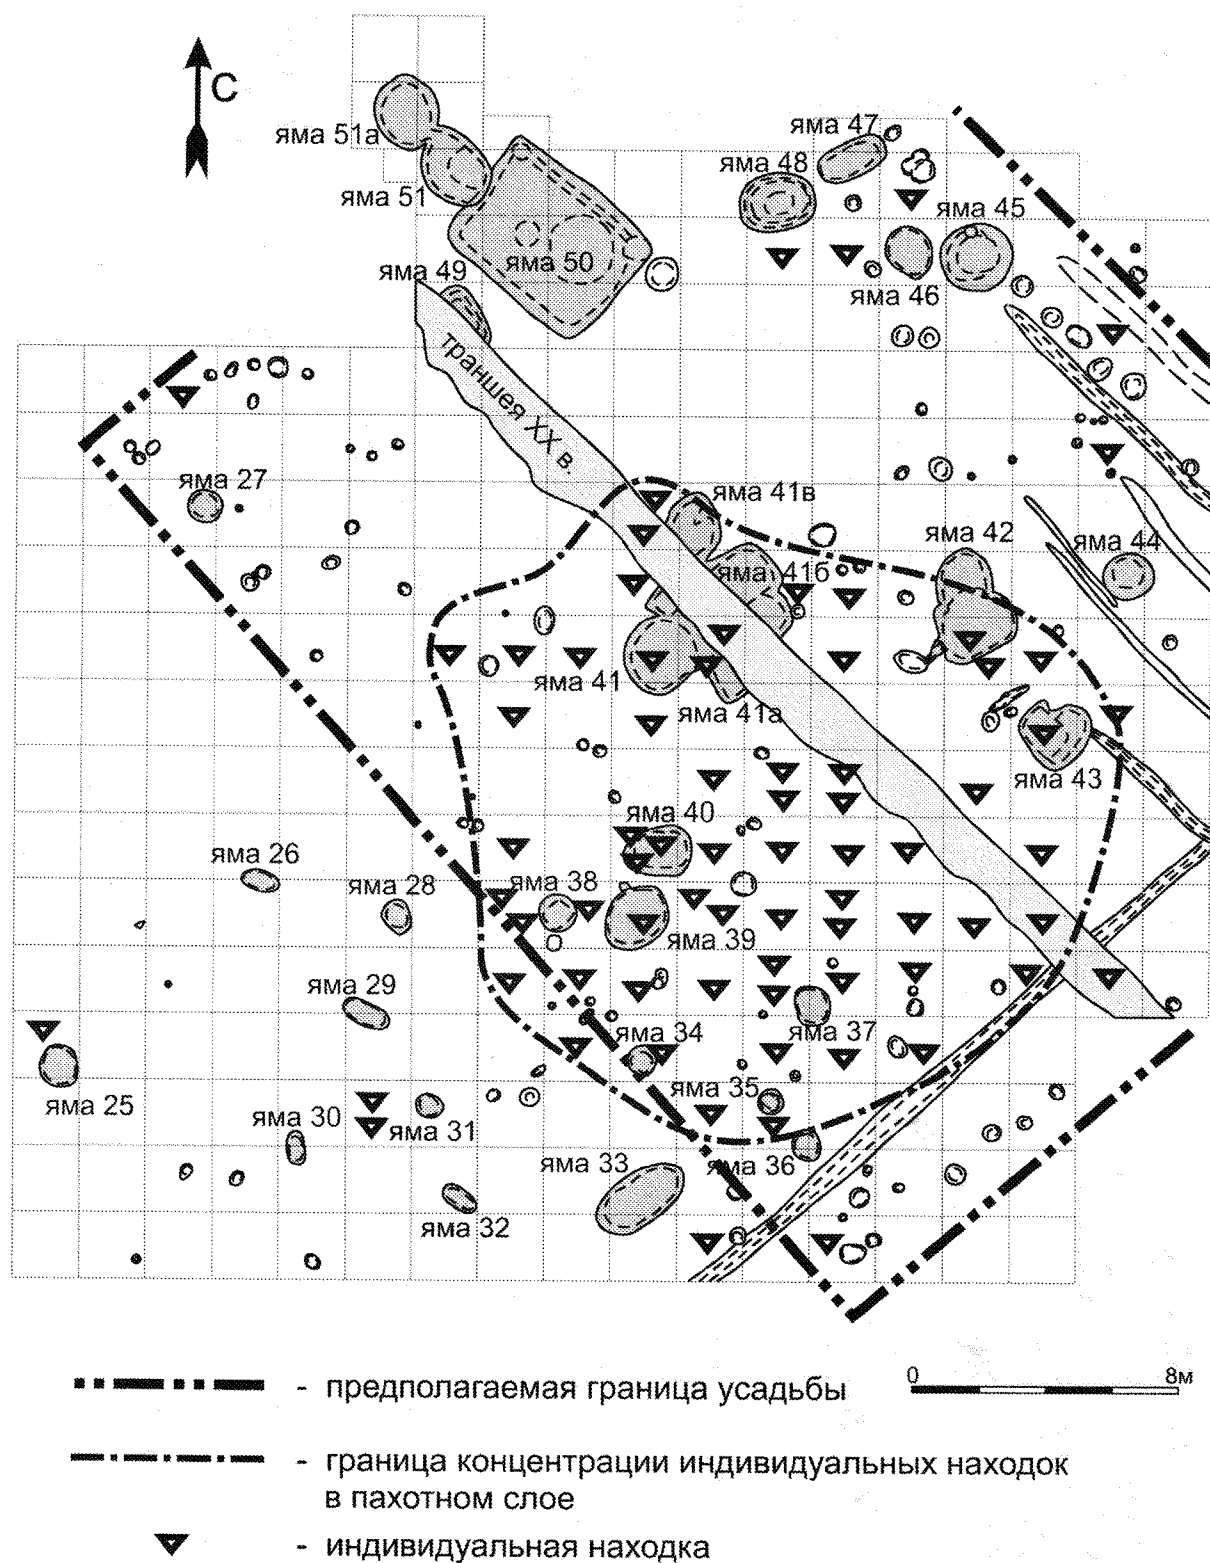 С
яма 51а
яма 47
яма 48
яма 51
яма 45
яма 50
яма 49
яма 46
траншея XX в.
яма 27
яма 41в
яма 42
яма 44
яма 41б
яма 41
яма 41а
яма 43
яма 40
яма 26
яма 28
яма 38
яма 39
яма 29
яма 34
яма 37
яма 25
яма 35
яма 30
яма 31
яма 33
яма 36
яма 32
- предполагаемая граница усадьбы
0 8м
- граница концентрации индивидуальных находок
в пахотном слое
- индивидуальная находка